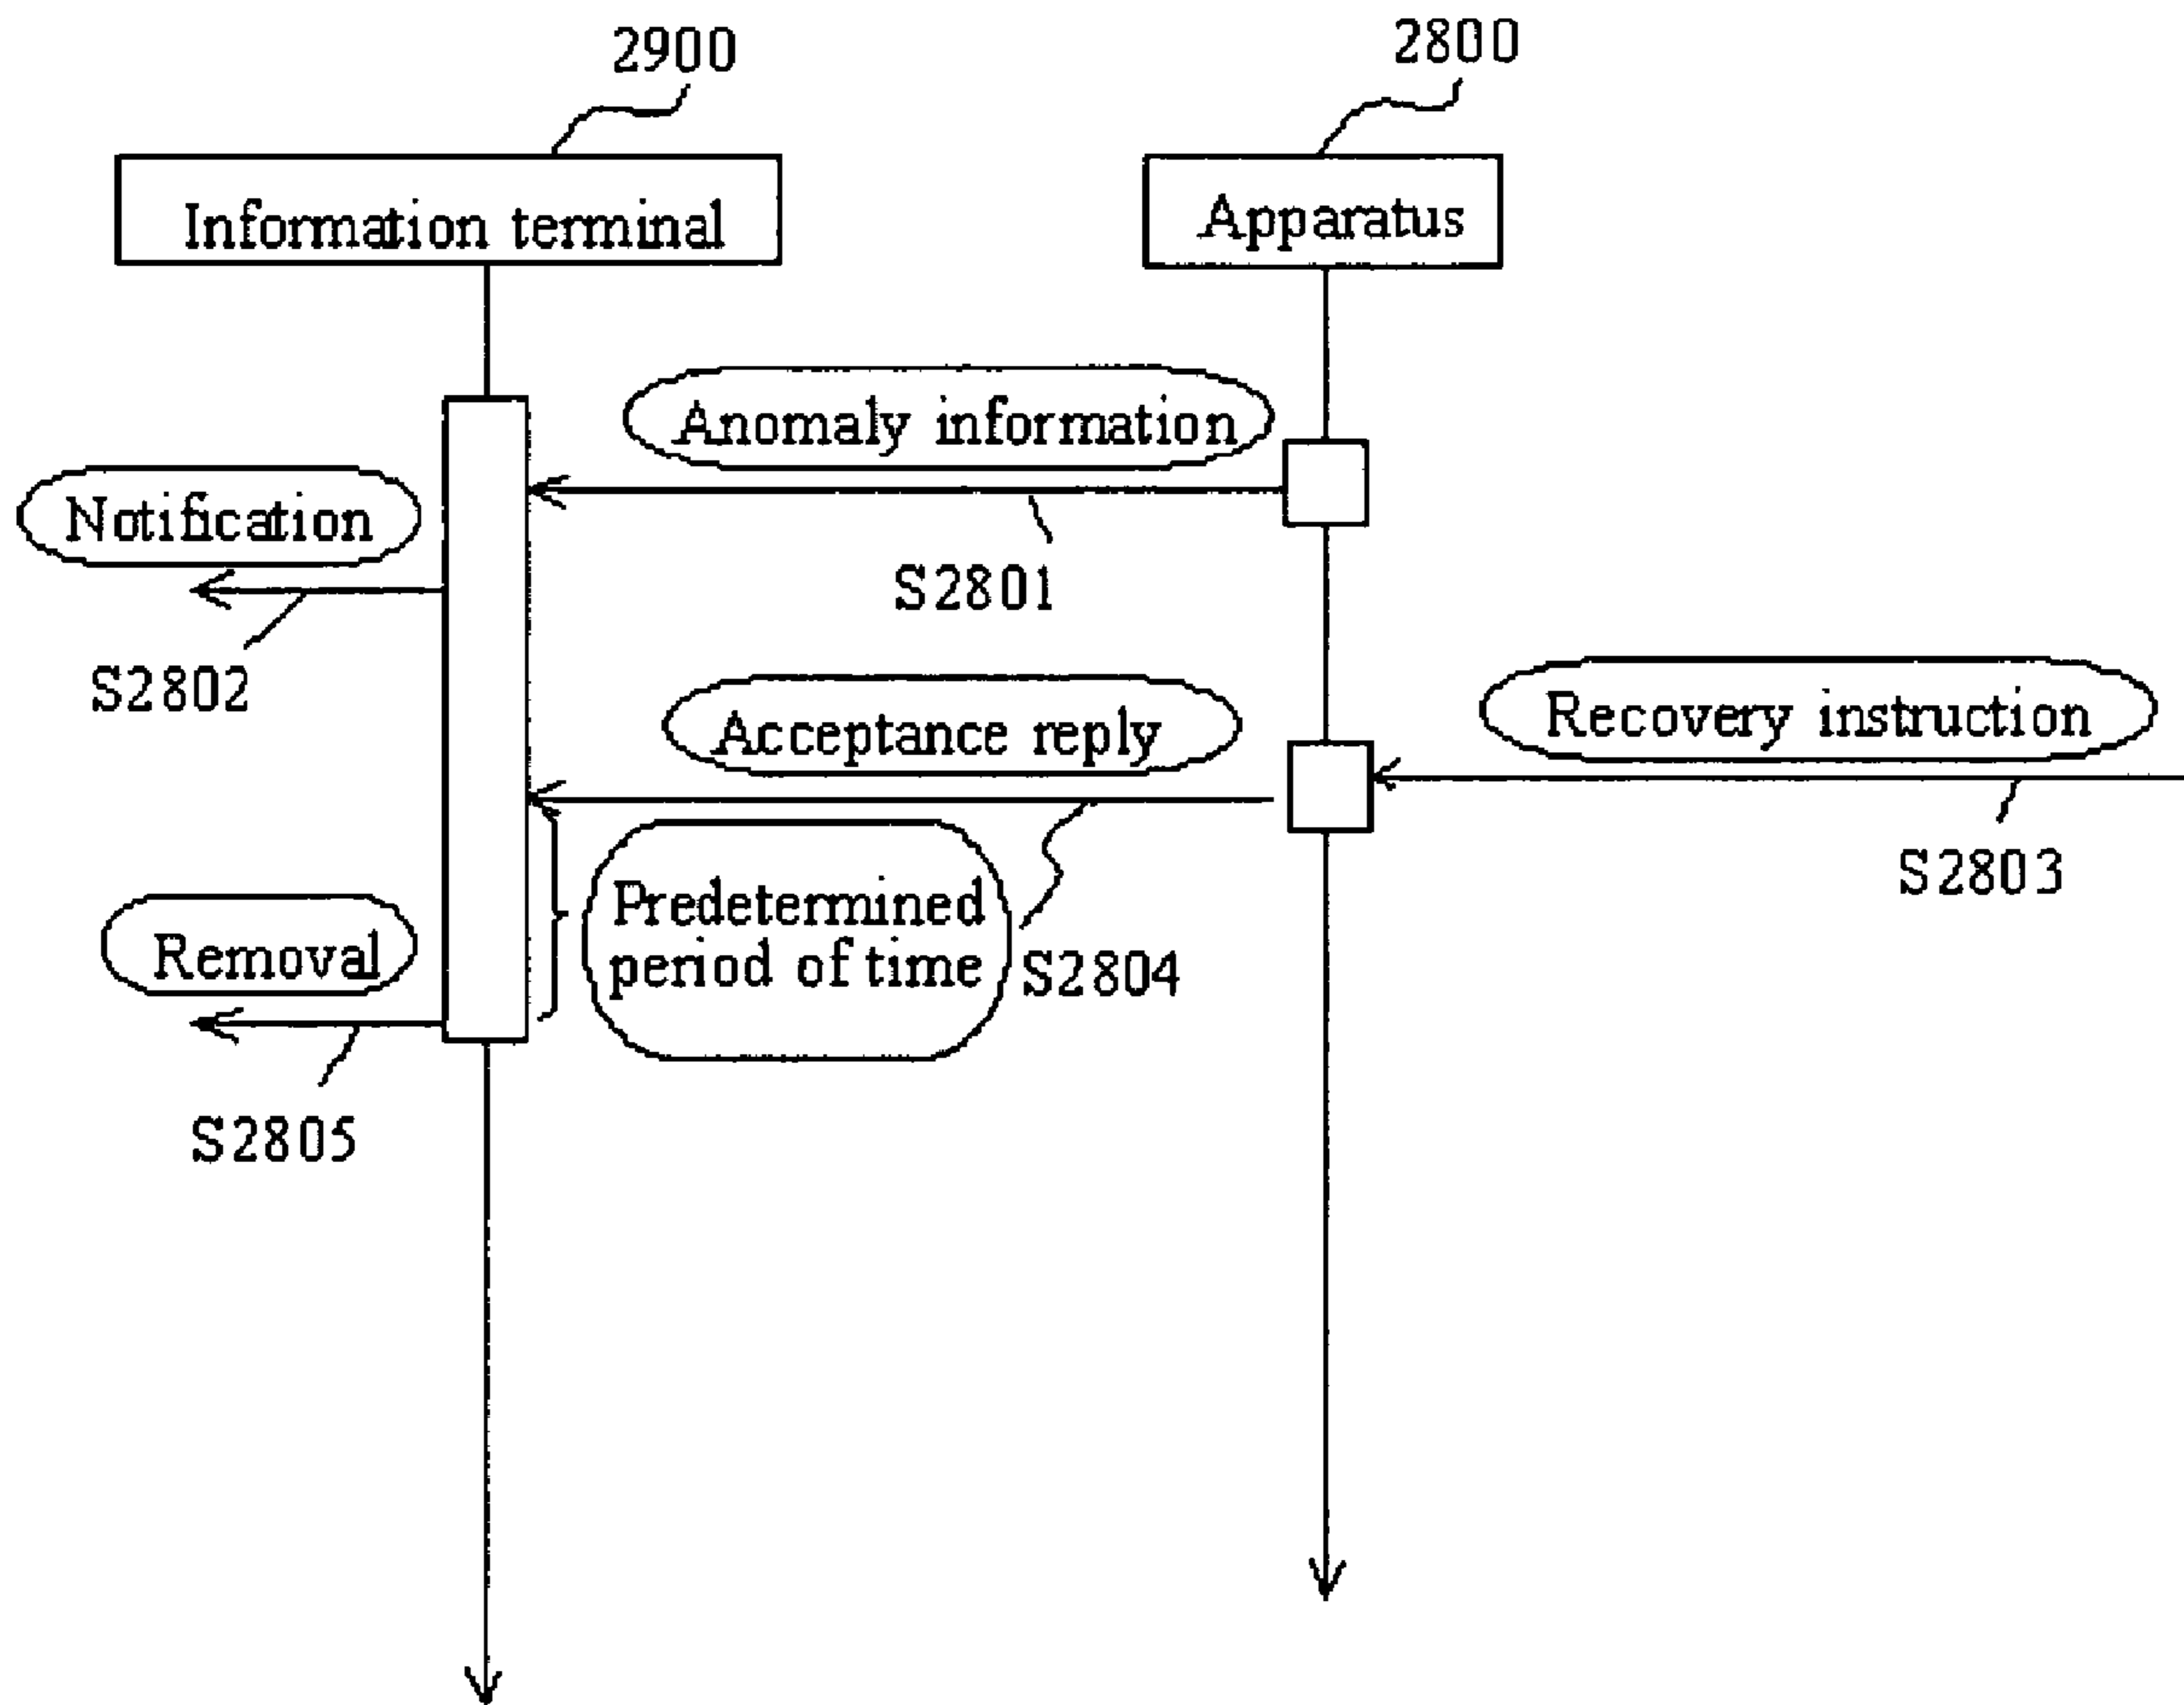 2900
2800
Information terminal
Apparatus
Anomaly information
Notification
S2801
S2802
Recovery instruction
Acceptance reply
S2803
Predetermined
period of time
Removal
S2804
S2805